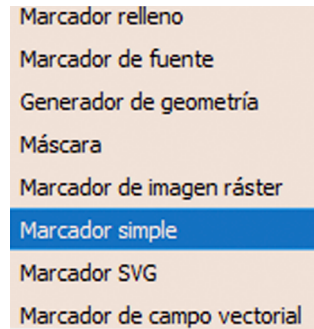 Marcador relleno
Marcador de fuente
Generador de geometría
Máscara
Marcador de imagen ráster
Marcador simple
Marcador SVG
Marcador de campo vectorial